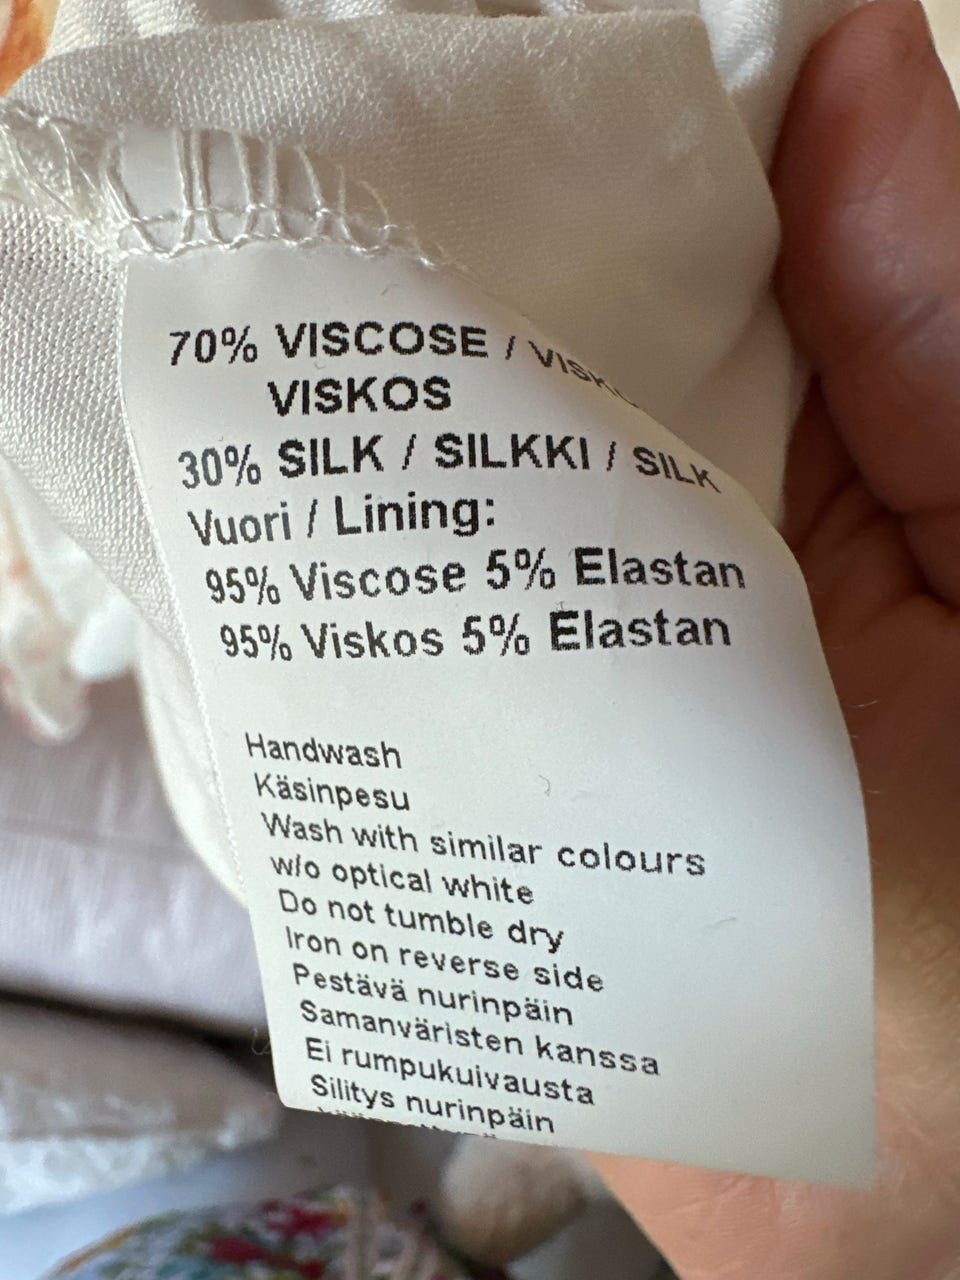 70% VISCOSE /
VISKOS
30% SILK / SILKKI / SILK
Vuori / Lining:
95% Viscose 5% Elastan
95% Viskos 5% Elastan
Handwash
Käsinpesu
Wash with similar colours
w/o optical white
Do not tumble dry
Iron on reverse side
Pestävä nurinpäin
Samanväristen kanssa
Ei rumpukuivausta
Silitys nurinpäin